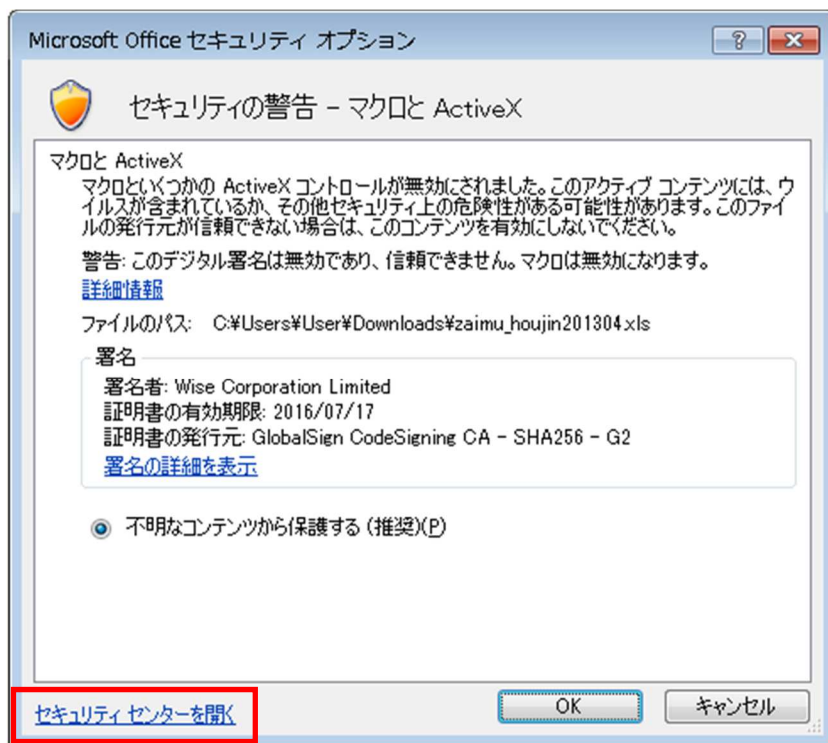 Microsoft Office セキュリティ オプション
セキュリティの警告 - マクロと ActiveX
マクロと ActiveX
マクロといくつかの ActiveX コントロールが無効にされました。このアクティブ コンテンツには、ウ
イルスが含まれているか、その他セキュリティ上の危険性がある可能性があります。このファイ
ルの発行元が信頼できない場合は、このコンテンツを有効にしないでください。
警告: このデジタル署名は無効であり、信頼できません。マクロは無効になります。
詳細情報
ファイルのパス: C:¥Users¥User¥Downloads¥zaimu_houjin201304.xls
署名
署名者: Wise Corporation Limited
証明書の有効期限: 2016/07/17
証明書の発行元: GlobalSign CodeSigning CA - SHA256 - G2
署名の詳細を表示
不明なコンテンツから保護する (推奨)(P)
セキュリティ センターを開く
OK
キャンセル